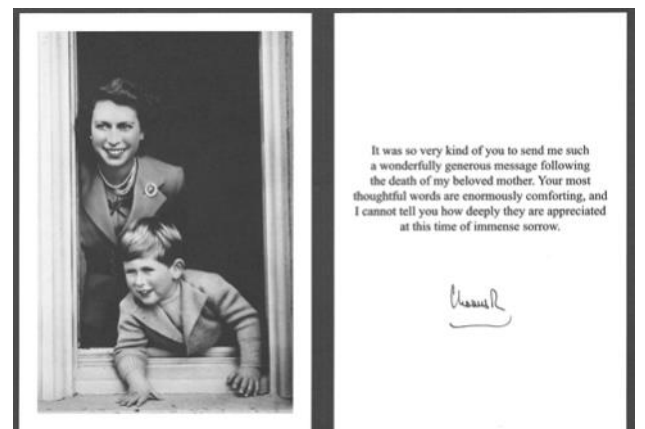 It was so very kind of you to send me such
a wonderfully generous message following
the death of my beloved mother. Your most
thoughtful words are enormously comforting, and
I cannot tell you how deeply they are appreciated
at this time of immense sorrow.
Charles R